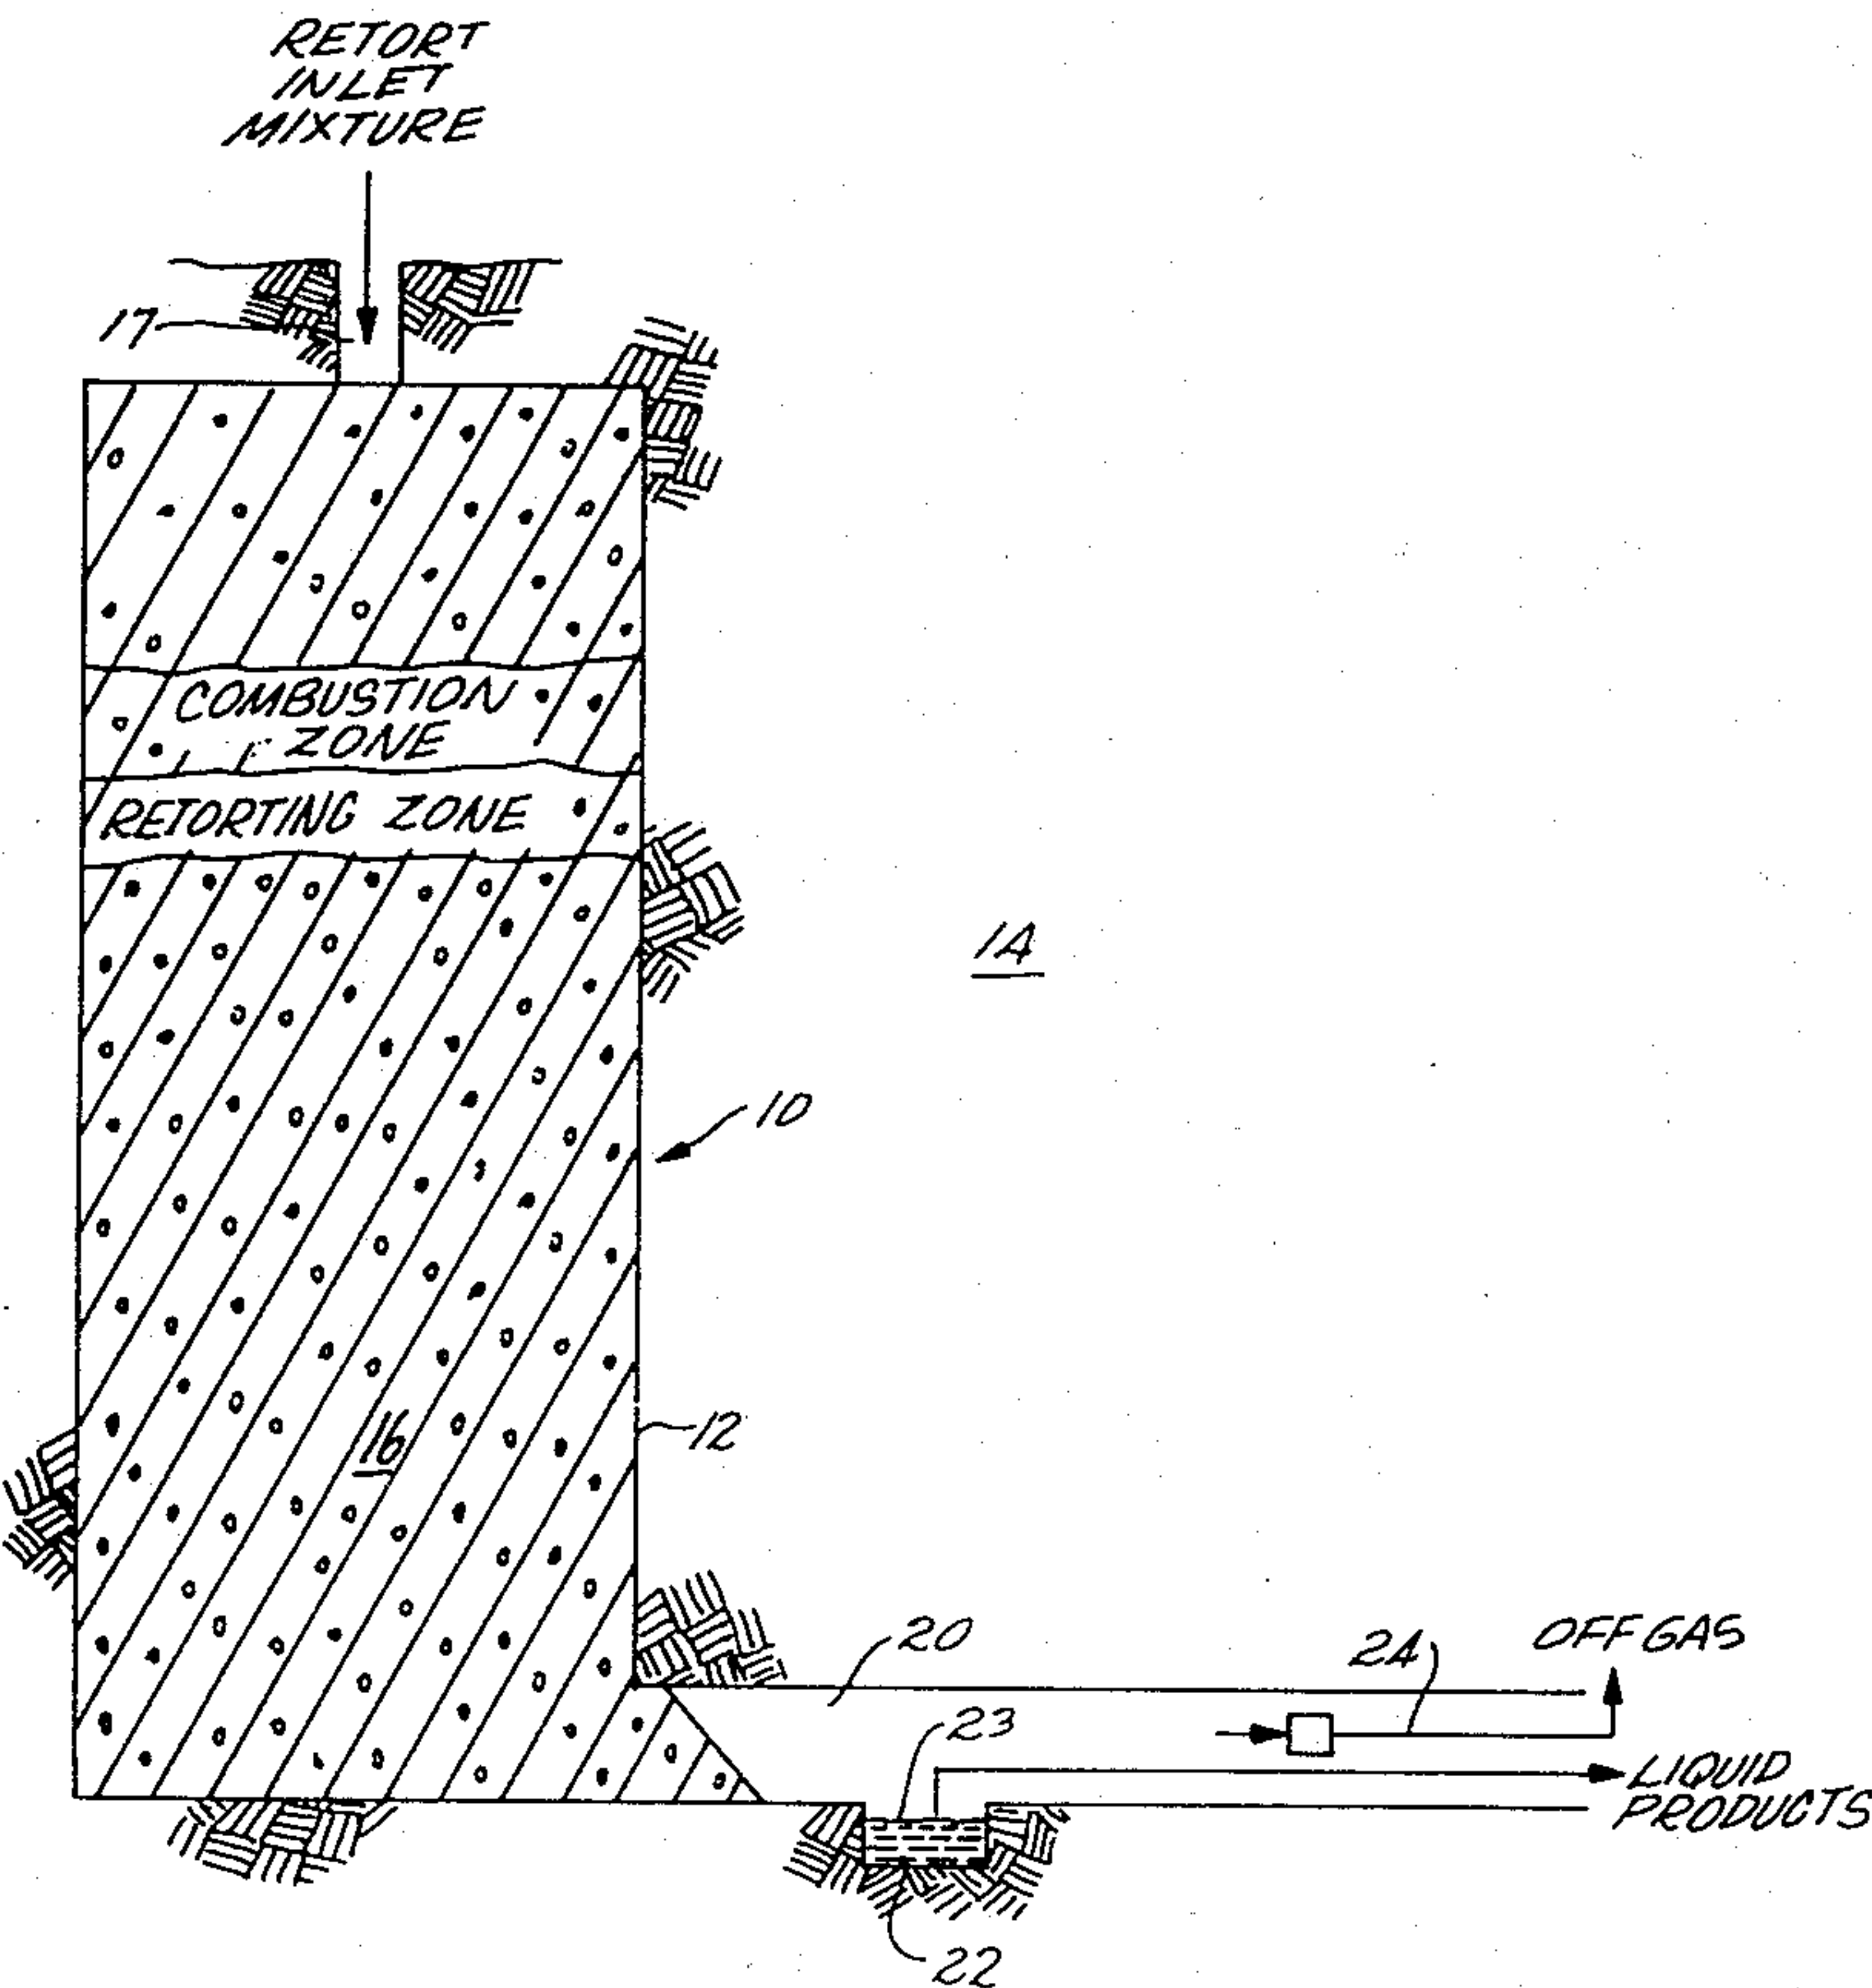 RETORT
INLET
MIXTURE
17
COMBUSTION
ZONE
RETORTING ZONE
14
10
12
16
20
23
24
OFF GAS
LIQUID
PRODUCTS
22